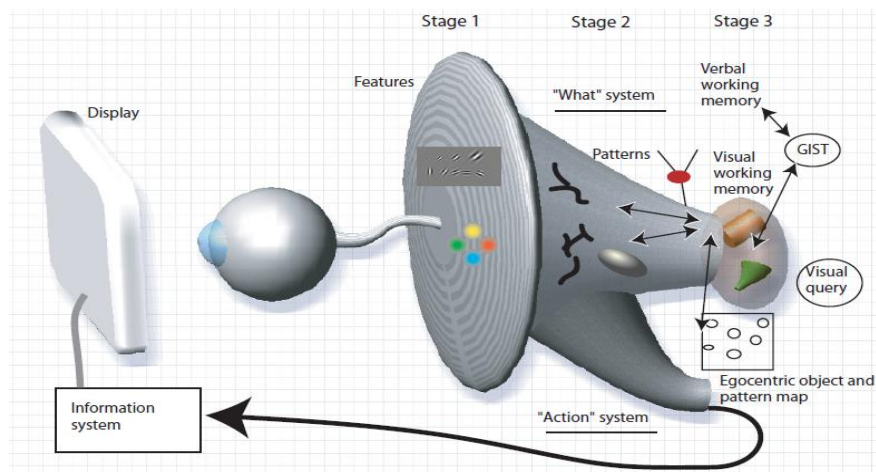 Stage 1
Stage 2
Stage 3
Features
Display
"What" system
Verbal
working
memory
GIST
Patterns
Visual
working
memory
Visual
query
Egocentric object and
pattern map
Information
system
"Action" system